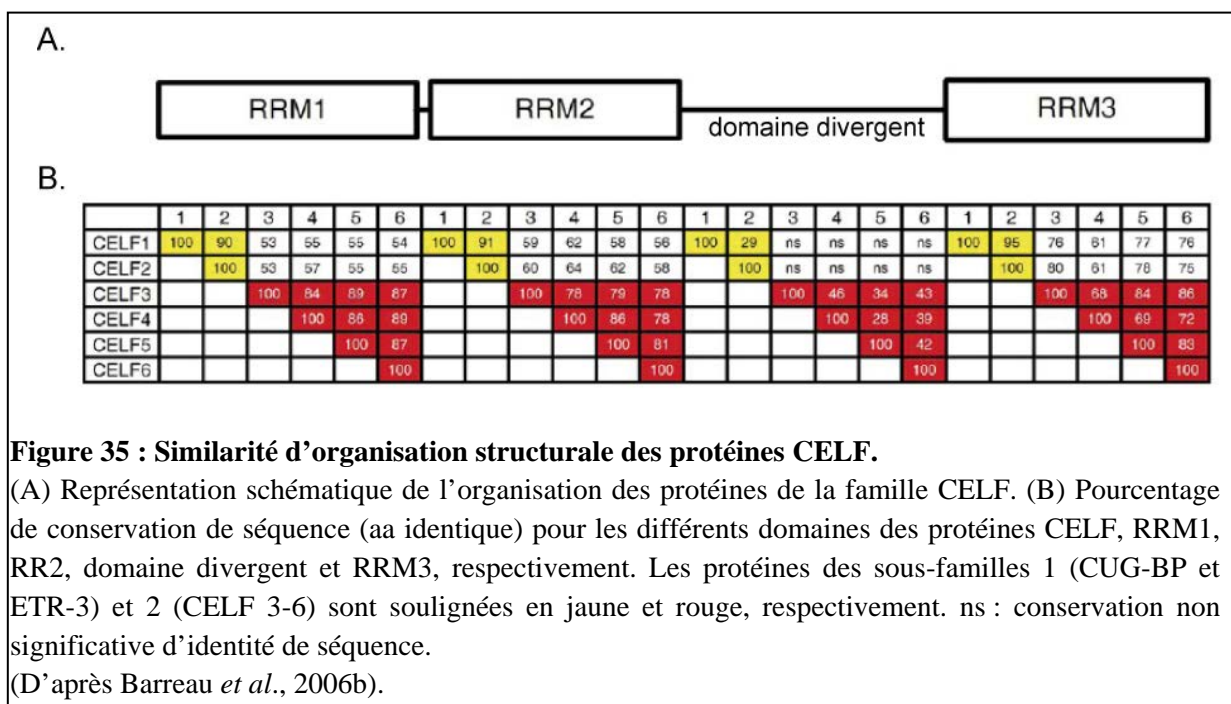 A.
RRM1 RRM2 domaine divergent RRM3
B.
1 2 3 4 5 6 1 2 3 4 5 6 1 2 3 4 5 6 1 2 3 4 5 6
CELF1 100 90 53 55 55 54 100 91 59 62 58 56 100 29 ns ns ns ns 100 95 76 61 77 76
CELF2 100 53 57 55 55 100 60 64 62 58 100 ns ns ns ns 100 80 61 78 75
CELF3 100 84 89 87 100 78 79 78 100 46 34 43 100 68 84 86
CELF4 100 86 89 100 86 78 100 28 39 100 69 72
CELF5 100 87 100 81 100 42 100 83
CELF6 100 100 100 100
Figure 35 : Similarité d’organisation structurale des protéines CELF.
(A) Représentation schématique de l’organisation des protéines de la famille CELF. (B) Pourcentage
de conservation de séquence (aa identique) pour les différents domaines des protéines CELF, RRM1,
RR2, domaine divergent et RRM3, respectivement. Les protéines des sous-familles 1 (CUG-BP et
ETR-3) et 2 (CELF 3-6) sont soulignées en jaune et rouge, respectivement. ns : conservation non
significative d’identité de séquence.
(D’après Barreau et al., 2006b).